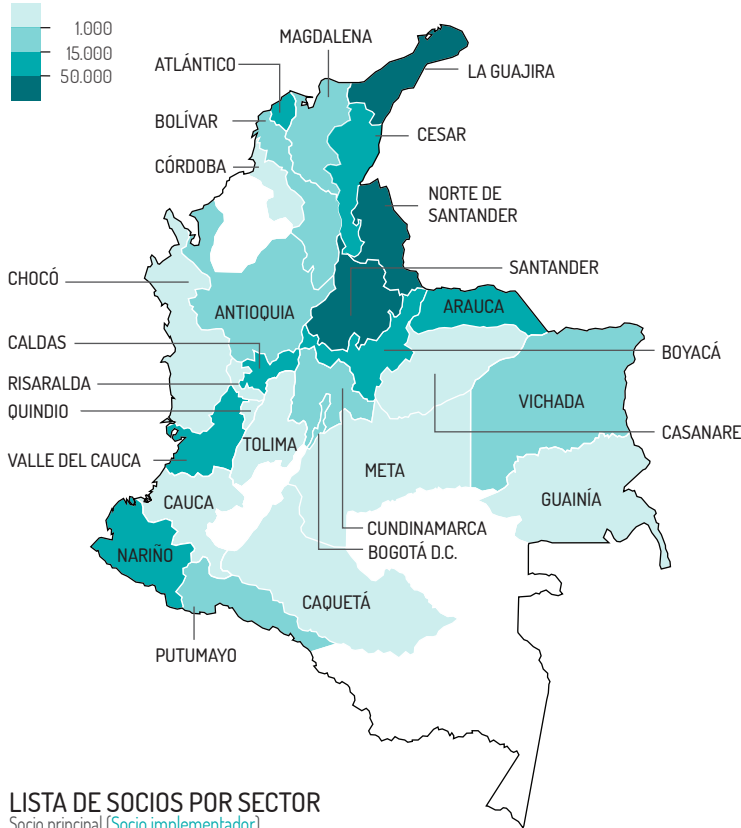 1.000
15.000
50.000
MAGDALENA
ATLÁNTICO
LA GUAJIRA
BOLÍVAR
CESAR
CÓRDOBA
NORTE DE
SANTANDER
SANTANDER
CHOCÓ
ANTIOQUIA
ARAUCA
CALDAS
BOYACÁ
RISARALDA
VICHADA
QUINDIO
CASANARE
TOLIMA
VALLE DEL CAUCA
META
CAUCA
GUAINÍA
CUNDINAMARCA
BOGOTÁ D.C.
NARIÑO
CAQUETÁ
PUTUMAYO
LISTA DE SOCIOS POR SECTOR
Socio principal (Socio implementador)